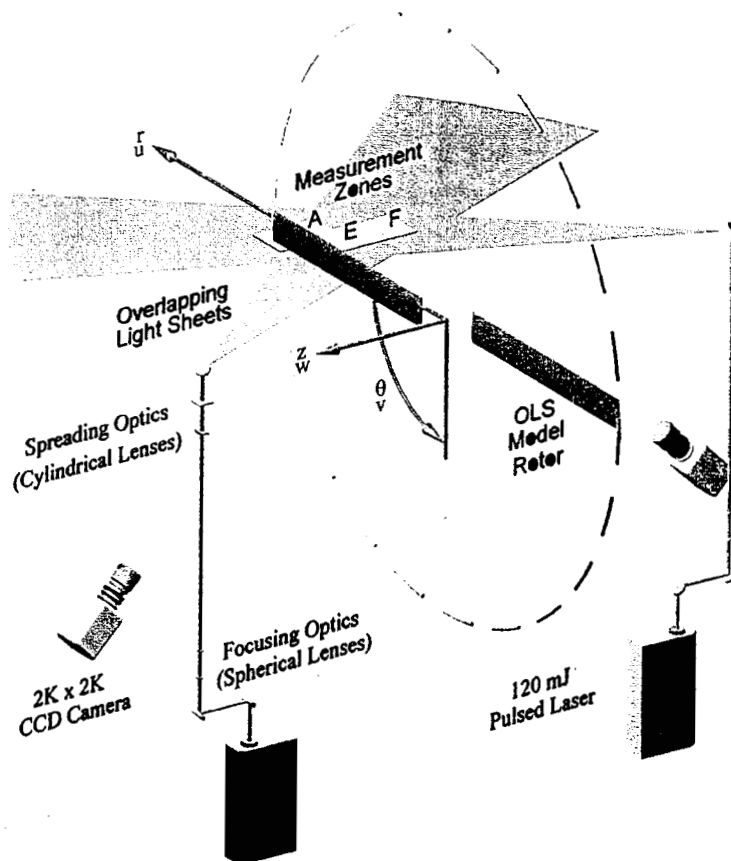 r
u
Measurement
Zones
A
E
F
Overlapping
Light Sheets
z
w
θ
v
Spreading Optics
(Cylindrical Lenses)
OLS
Model
Rotor
Focusing Optics
(Spherical Lenses)
2K x 2K
CCD Camera
120 mJ
Pulsed Laser